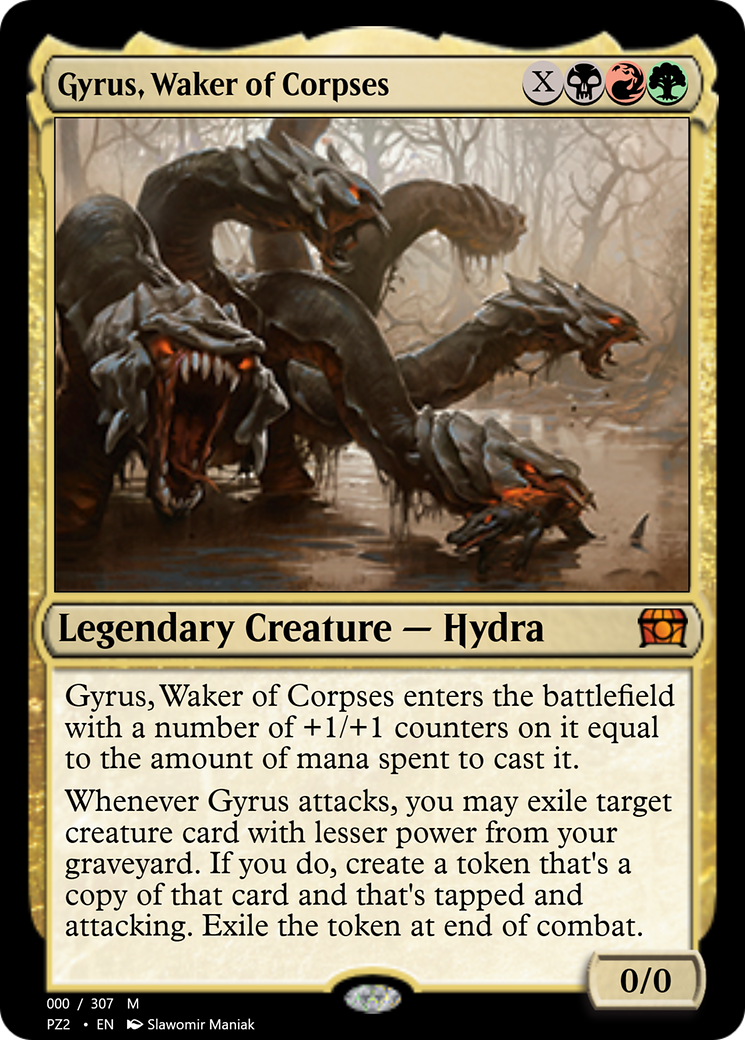 Gyrus, Waker of Corpses X
Legendary Creature — Hydra
Gyrus, Waker of Corpses enters the battlefield
with a number of +1/+1 counters on it equal
to the amount of mana spent to cast it.
Whenever Gyrus attacks, you may exile target
creature card with lesser power from your
graveyard. If you do, create a token that's a
copy of that card and that's tapped and
attacking. Exile the token at end of combat.
0/0
000 / 307 M
PZ2 • EN Slawomir Maniak